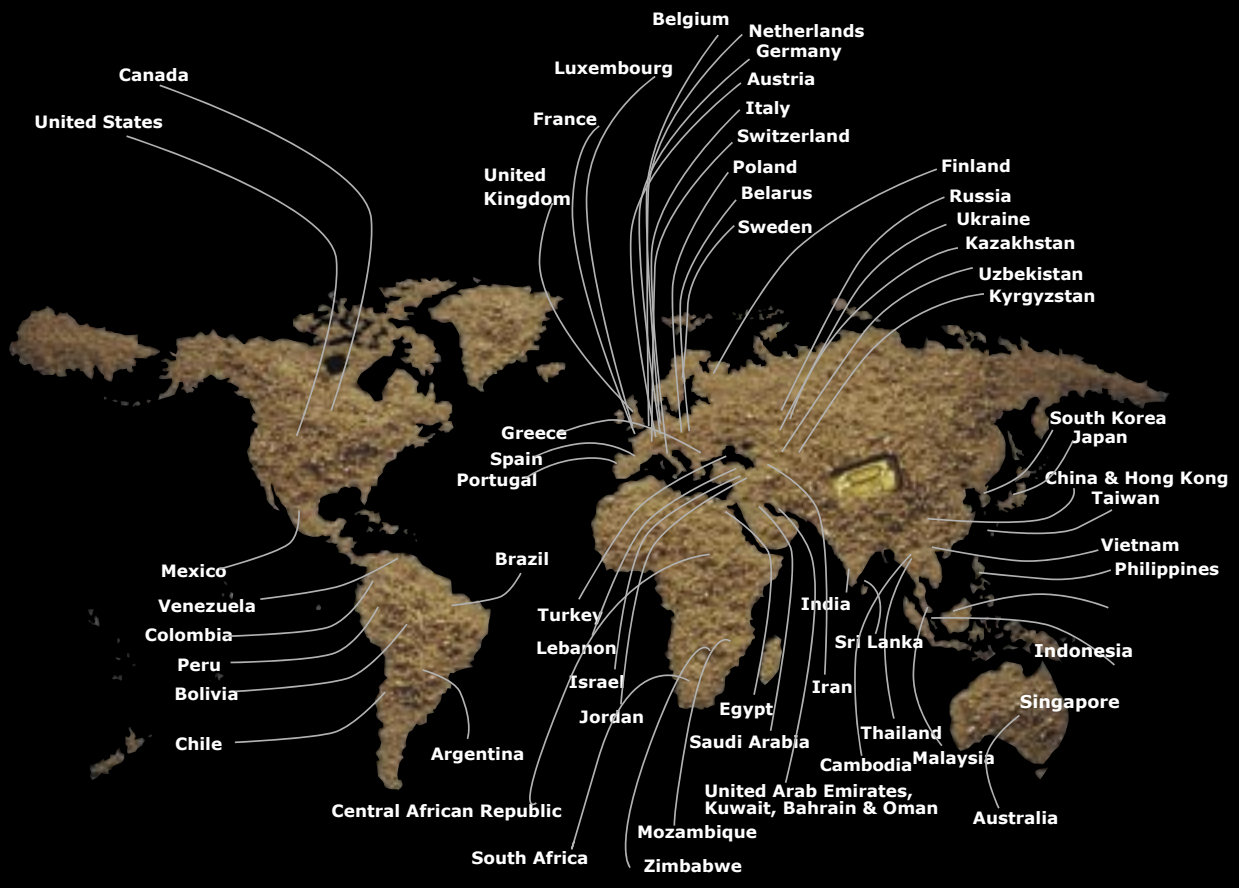 Belgium
Netherlands
Germany
Luxembourg
Austria
Canada
Italy
United States
France
Switzerland
United
Kingdom
Poland
Finland
Belarus
Russia
Sweden
Ukraine
Kazakhstan
Uzbekistan
Kyrgyzstan
Greece
Spain
Portugal
South Korea
Japan
China & Hong Kong
Taiwan
Vietnam
Philippines
Mexico
Brazil
Venezuela
Colombia
Peru
Bolivia
Chile
Argentina
Turkey
Lebanon
Israel
Jordan
India
Sri Lanka
Indonesia
Iran
Egypt
Singapore
Saudi Arabia
Thailand
Cambodia
Malaysia
United Arab Emirates,
Kuwait, Bahrain & Oman
Central African Republic
Australia
Mozambique
South Africa
Zimbabwe